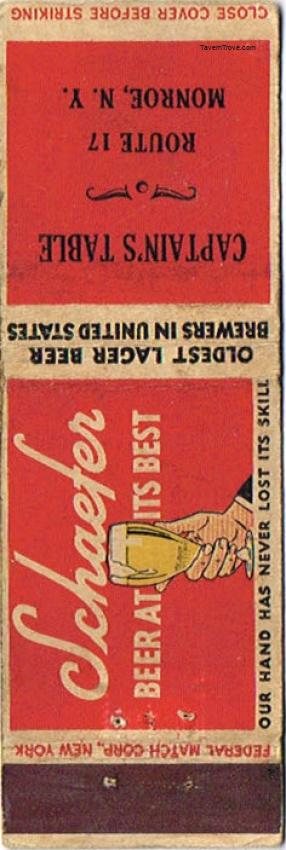 CLOSE COVER BEFORE STRIKING
TavernTrove.com
CAPTAIN'S TABLE
ROUTE 17
MONROE, N. Y.
OLDEST LAGER BEER
BREWERS IN UNITED STATES
Schaefer
BEER AT ITS BEST
OUR HAND HAS NEVER LOST ITS SKILL
FEDERAL MATCH CORP., NEW YORK